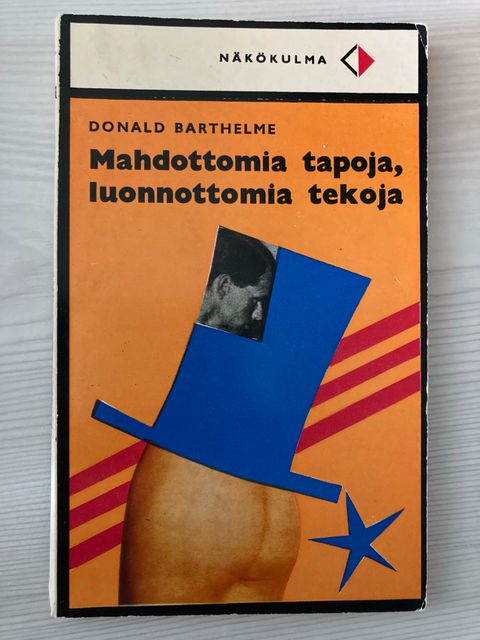 NÄKÖKULMA
DONALD BARTHELME
Mahdottomia tapoja,
luonnottomia tekoja